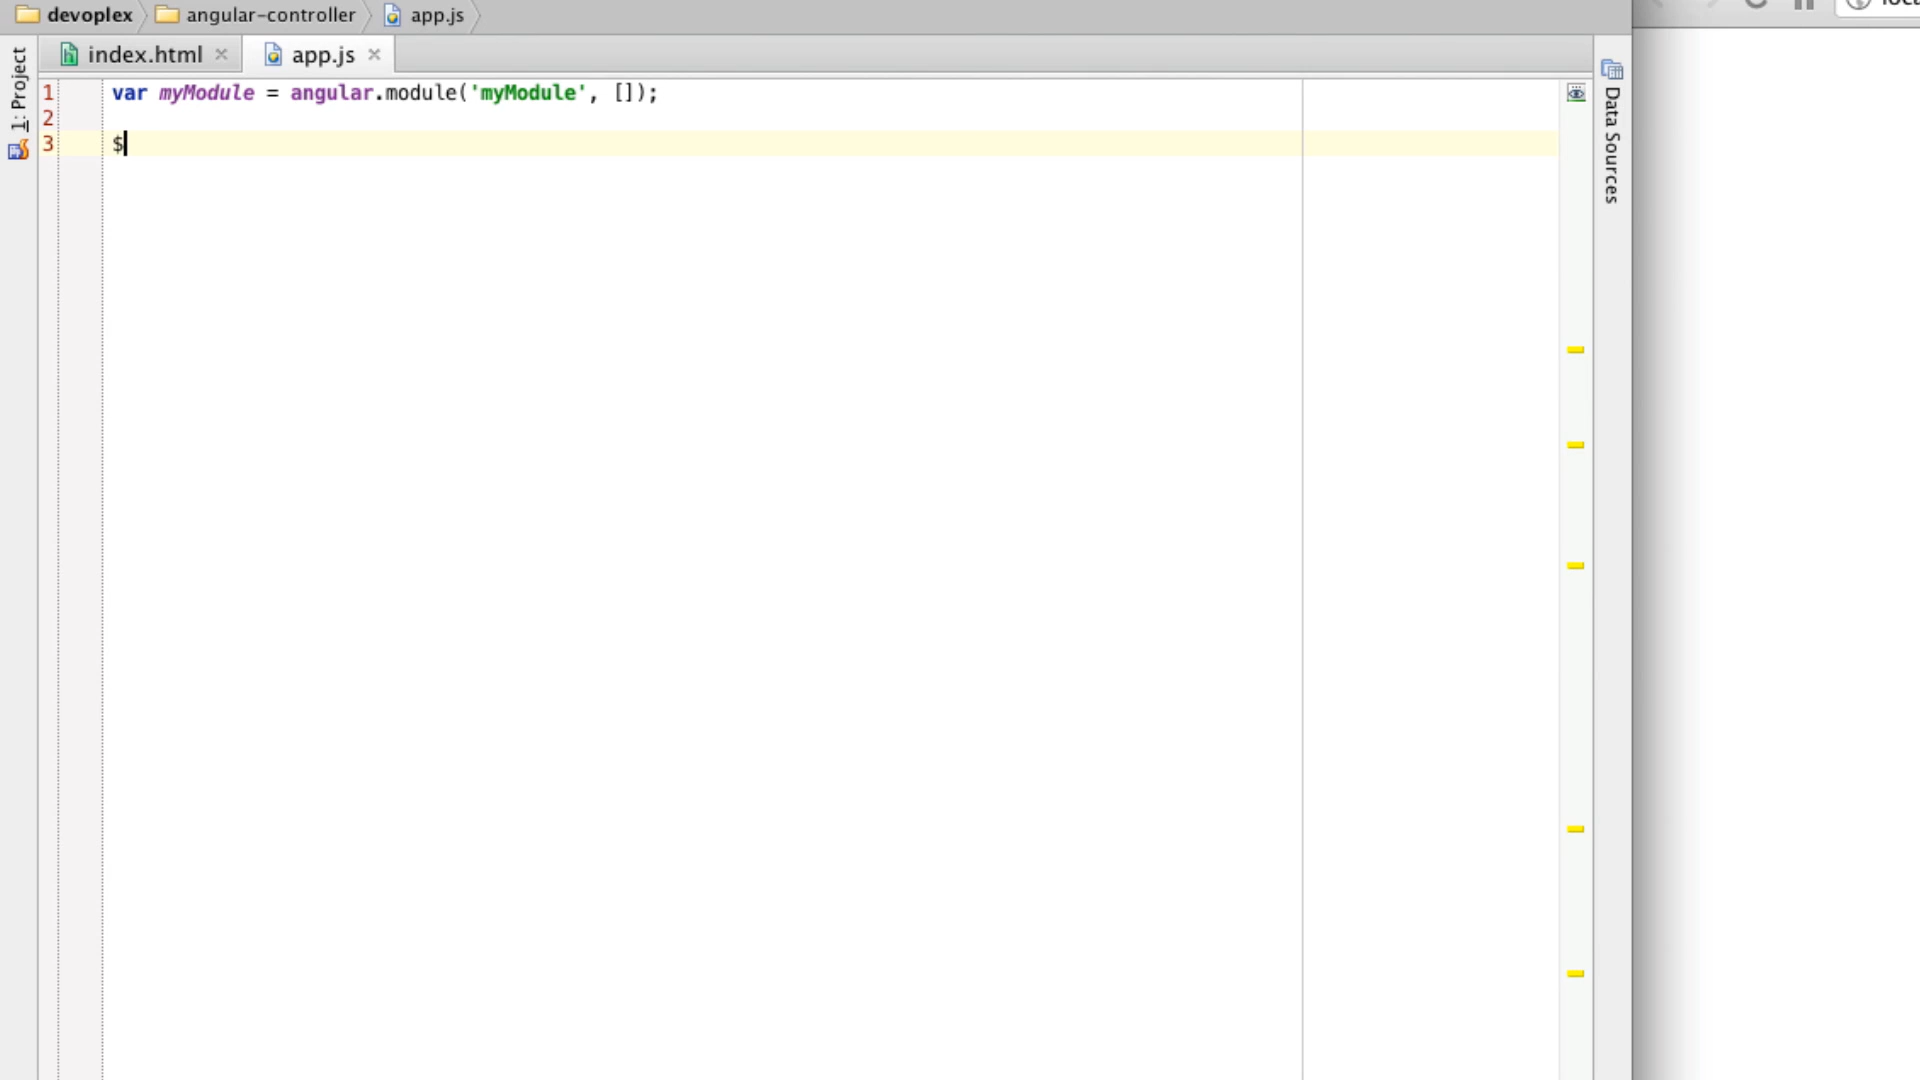 devoplex angular-controller app.js
index.html app.js
1: Project
1 var myModule = angular.module('myModule', []);
2
3 $
Data Sources